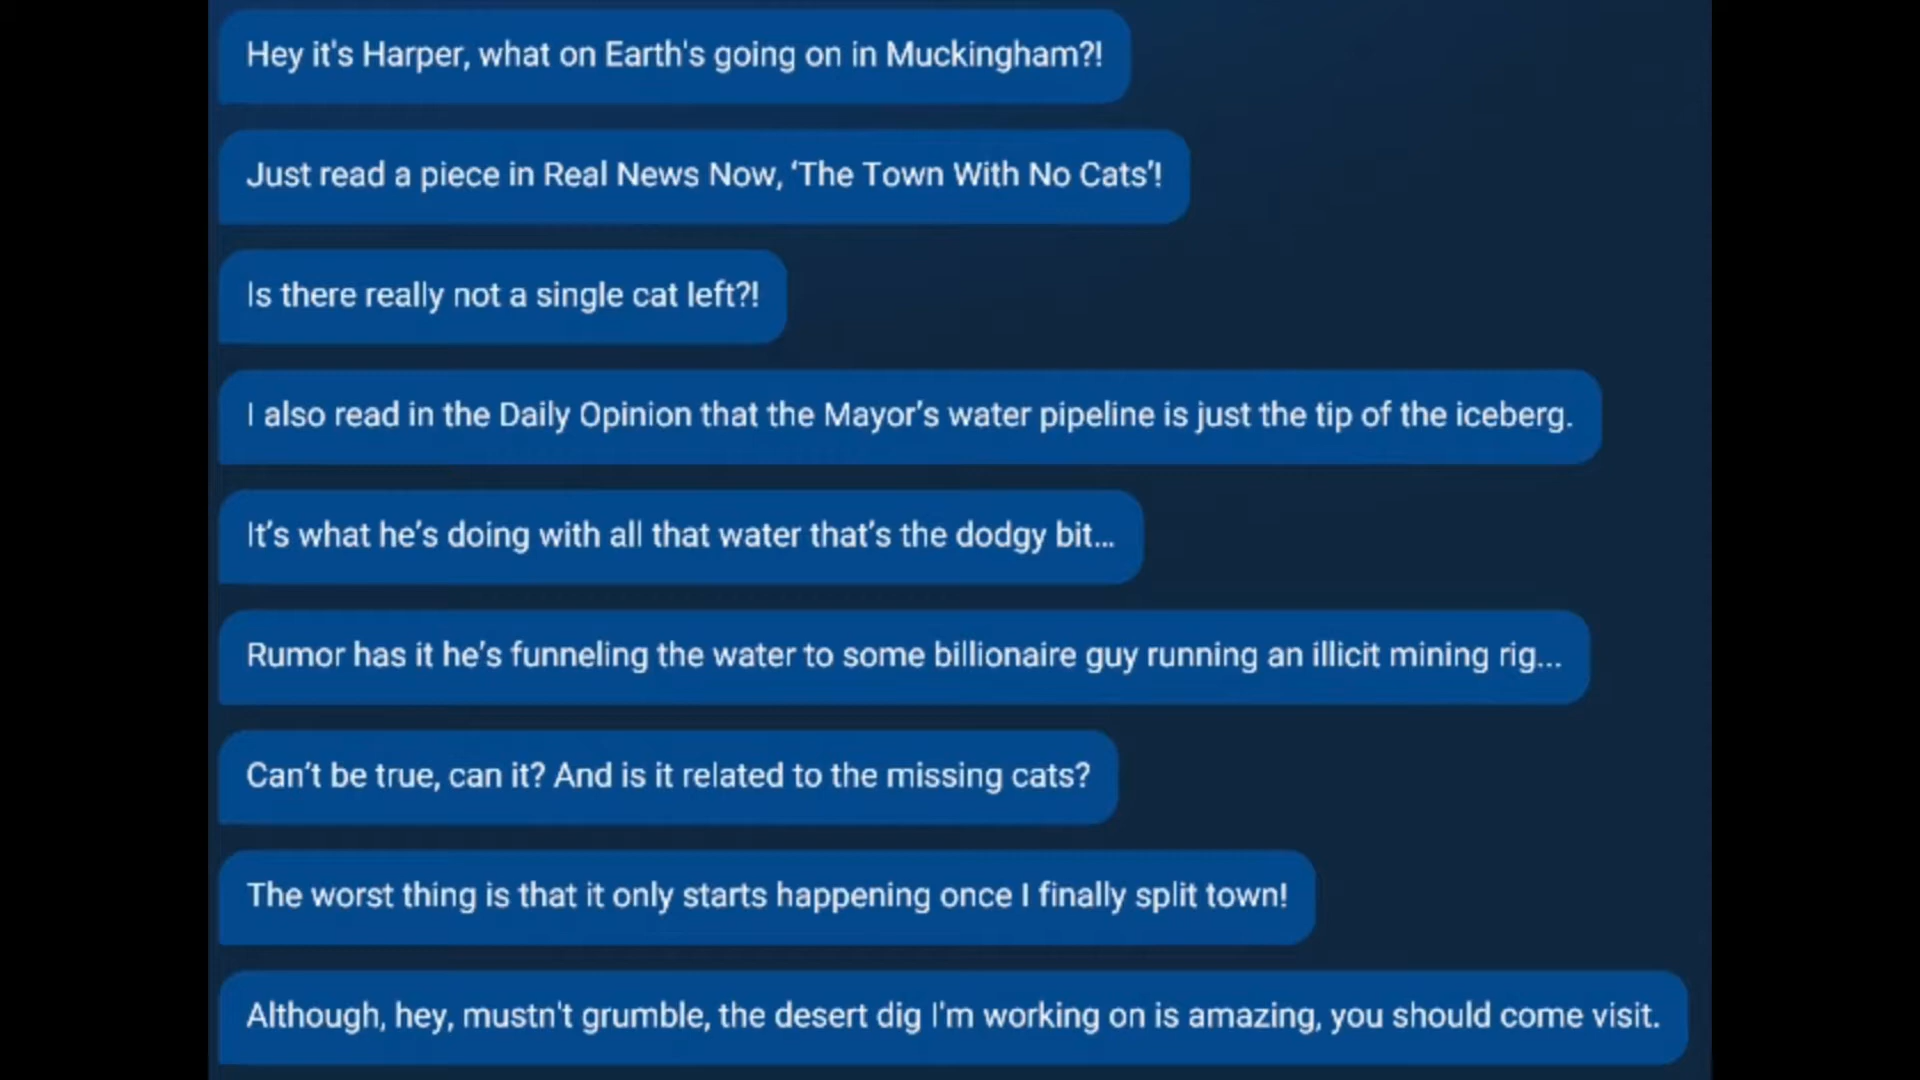 Hey it's Harper, what on Earth's going on in Muckingham?!
Just read a piece in Real News Now, ‘The Town With No Cats’!
Is there really not a single cat left?!
I also read in the Daily Opinion that the Mayor’s water pipeline is just the tip of the iceberg.
It’s what he’s doing with all that water that’s the dodgy bit...
Rumor has it he’s funneling the water to some billionaire guy running an illicit mining rig...
Can’t be true, can it? And is it related to the missing cats?
The worst thing is that it only starts happening once I finally split town!
Although, hey, mustn't grumble, the desert dig I'm working on is amazing, you should come visit.